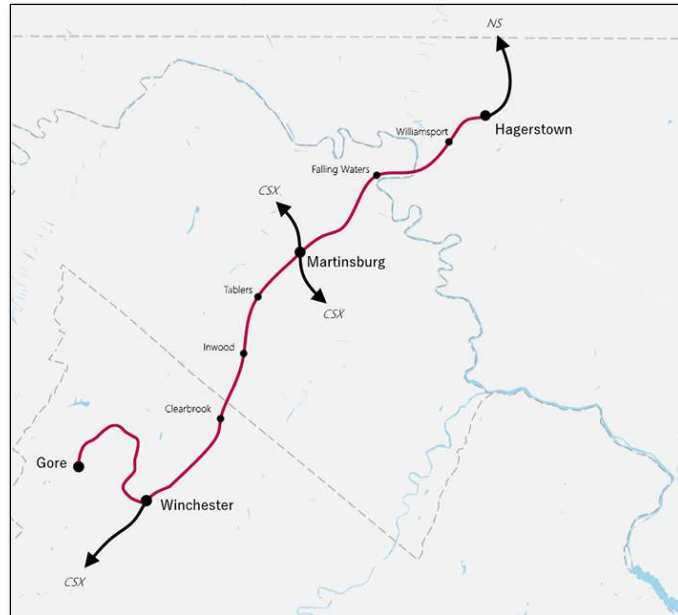 NS
Williamsport
Hagerstown
Falling Waters
CSX
Martinsburg
Tablers
CSX
Inwood
Clearbrook
Gore
Winchester
CSX